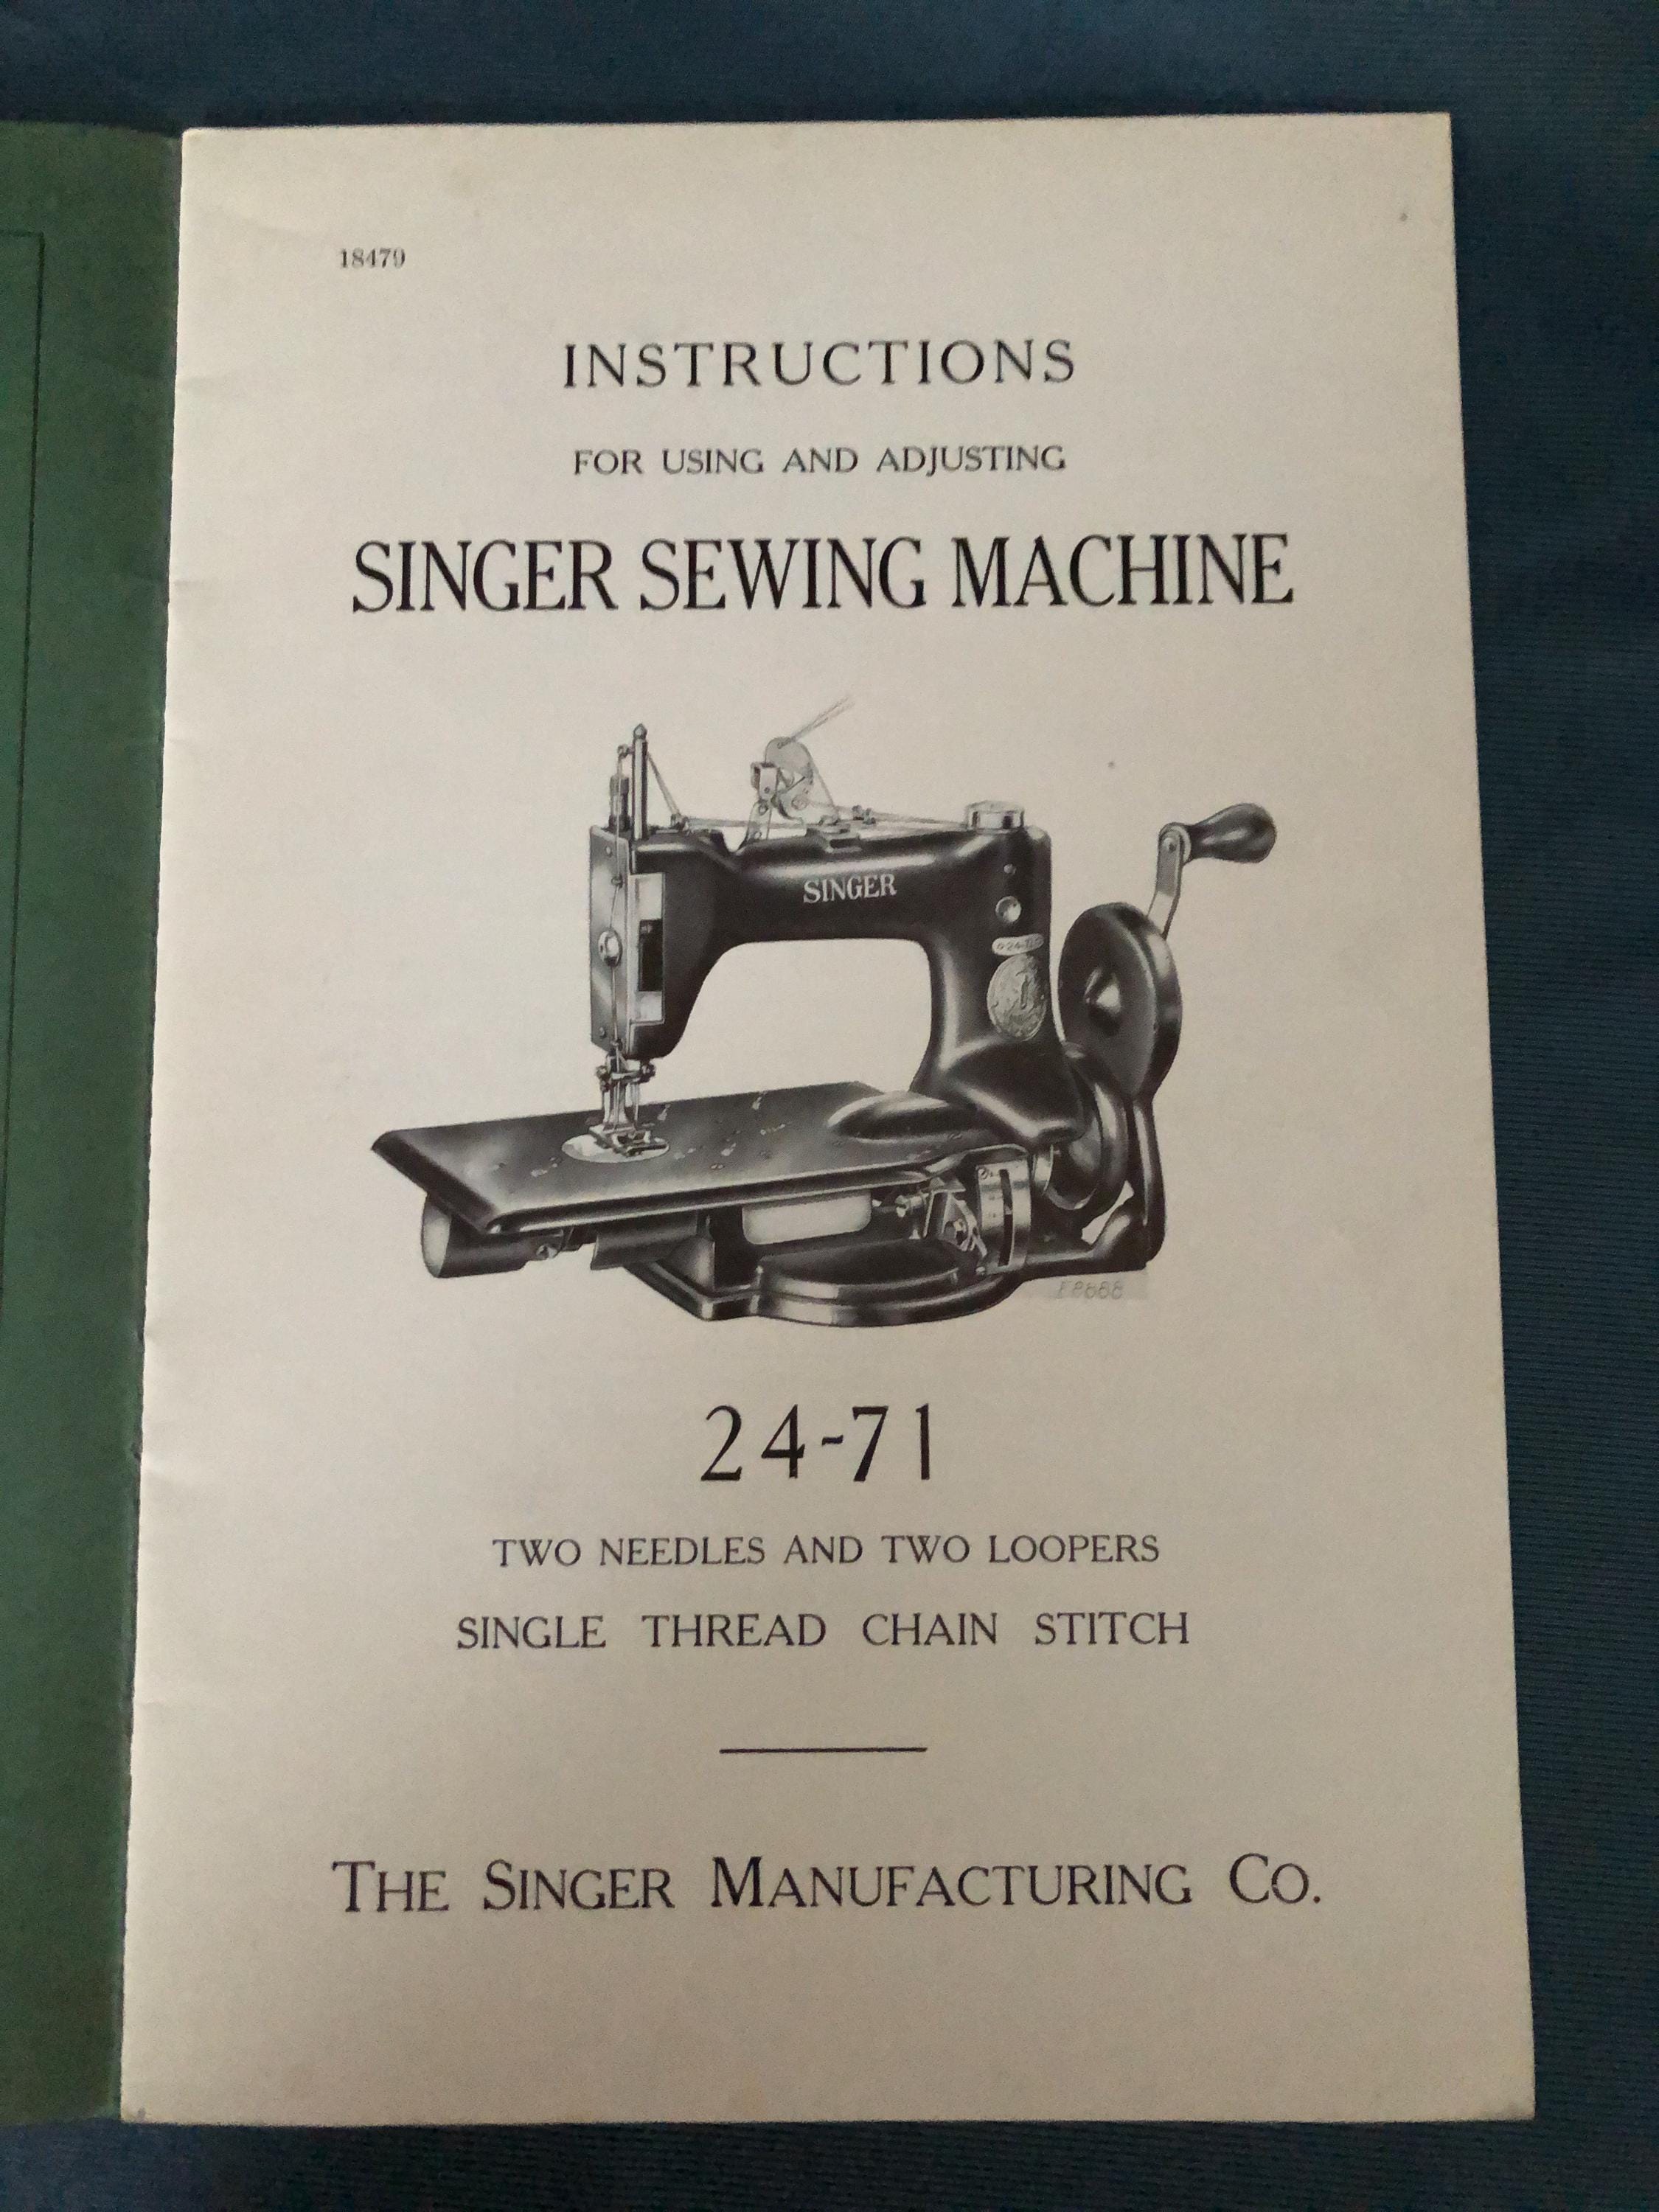 18479
INSTRUCTIONS
FOR USING AND ADJUSTING
SINGER SEWING MACHINE
SINGER
24-71
TWO NEEDLES AND TWO LOOPERS
SINGLE THREAD CHAIN STITCH
THE SINGER MANUFACTURING CO.